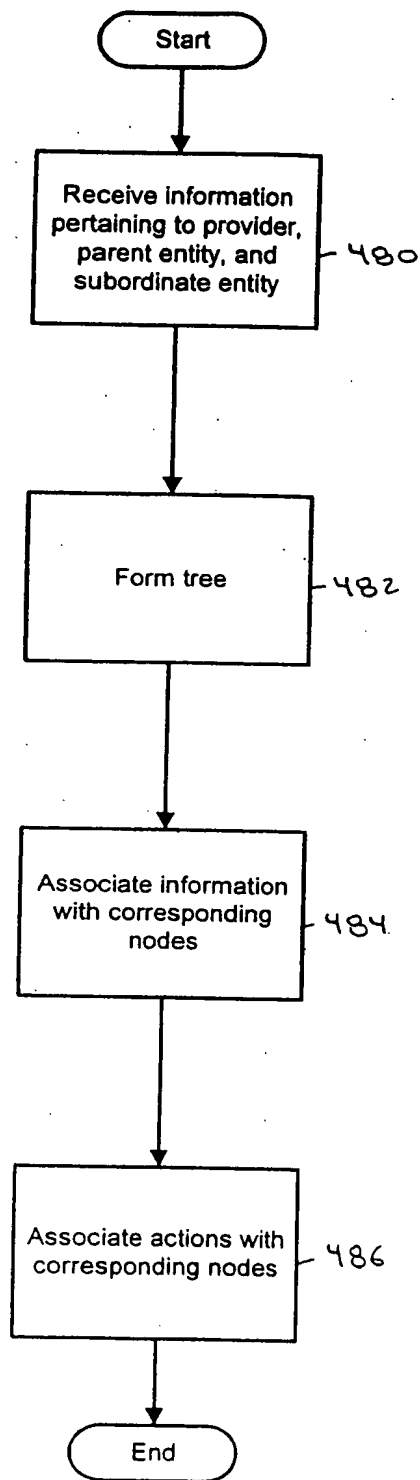 Start
Receive information
pertaining to provider,
parent entity, and
subordinate entity
480
Form tree
482
Associate information
with corresponding
nodes
484
Associate actions with
corresponding nodes
486
End